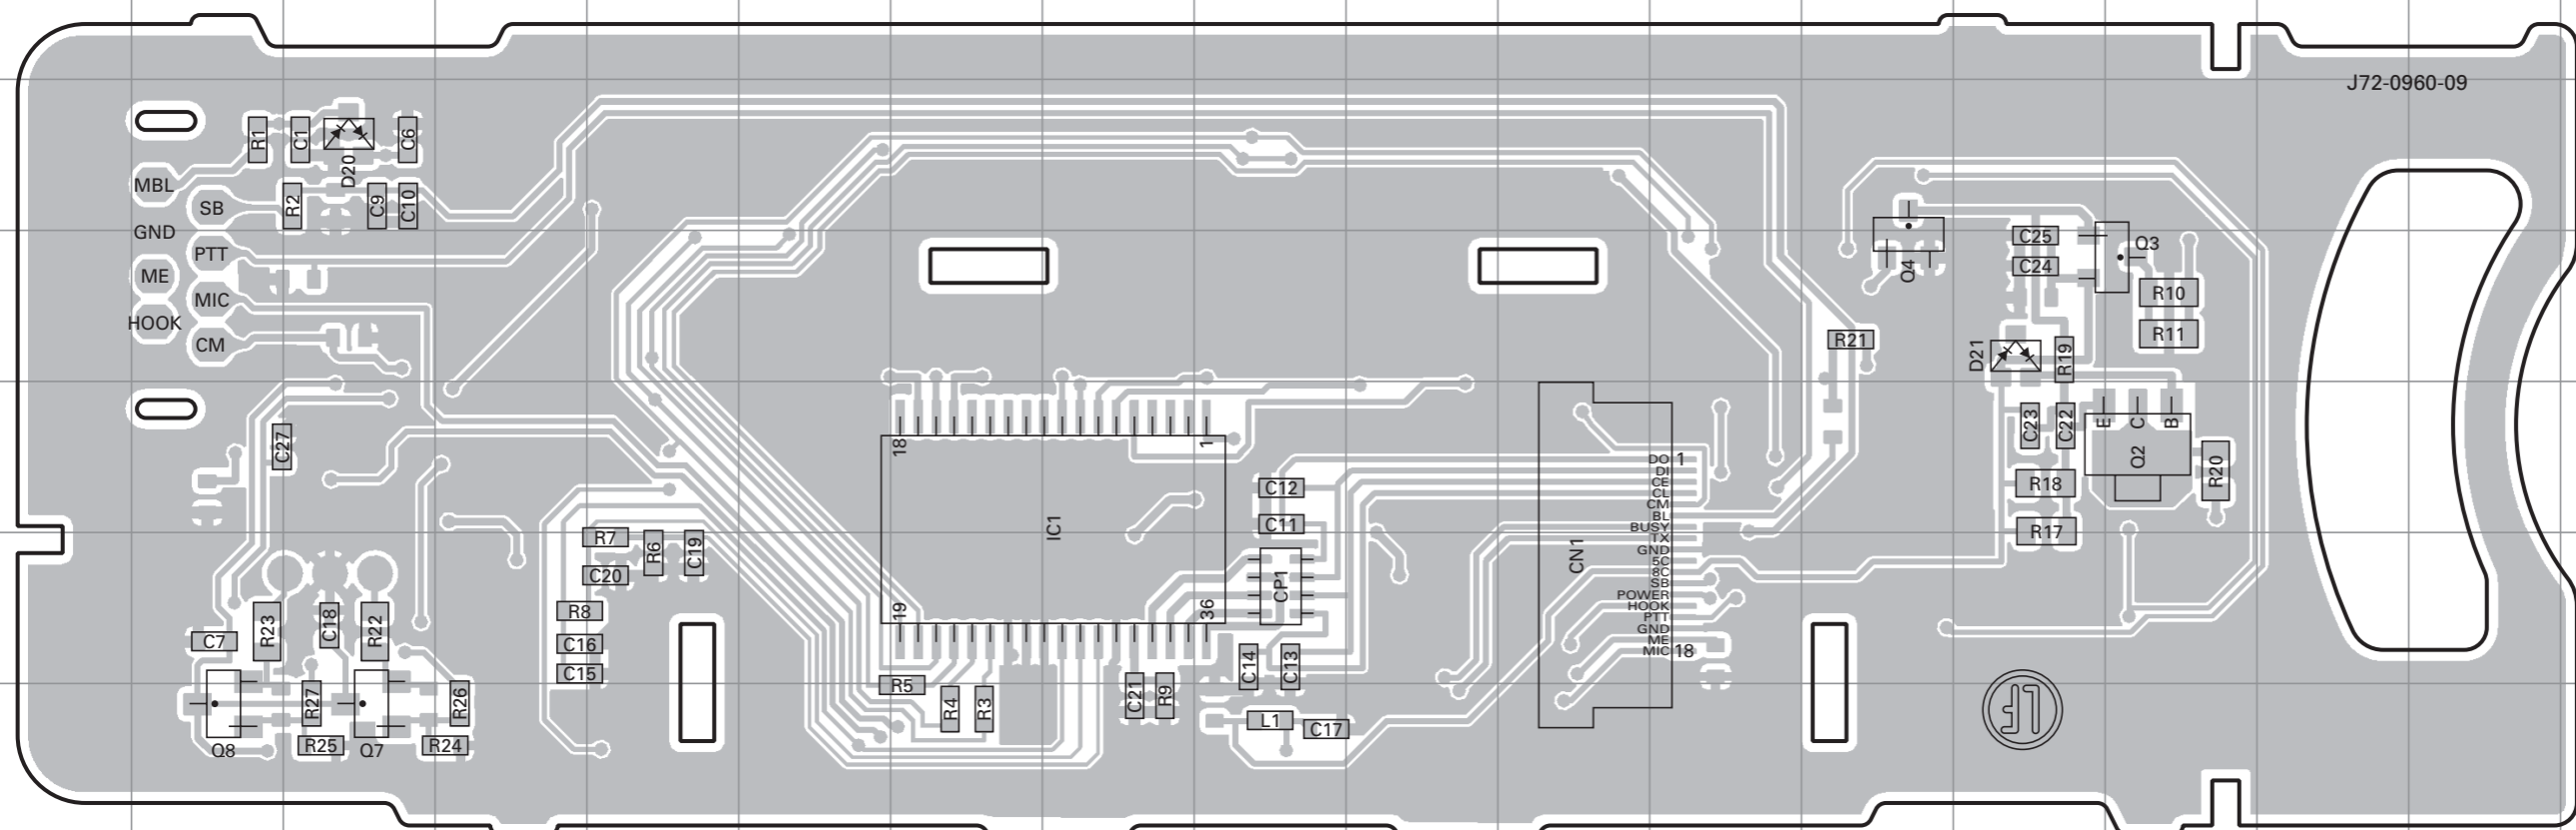 J72-0960-09
R1
C1
D20
C6
MBL
SB
R2
C9
C10
GND
PTT
ME
MIC
HOOK
CM
Q4
C25
C24
Q3
R10
R11
R21
D21
R19
C27
18
1
IC1
19
36
C12
C11
CP1
CN1
DO 1
DI
CE
CL
CM
BL
BUSY
TX
GND
5C
8C
SB
POWER
HOOK
PTT
GND
ME
MIC 18
C23
C22
E
C
B
Q2
R20
R18
R17
R7
R6
C19
C20
R8
C16
C15
C7
R23
C18
R22
R27
R26
Q8
R25
Q7
R24
R5
R4
R3
C21
R9
C14
C13
L1
C17